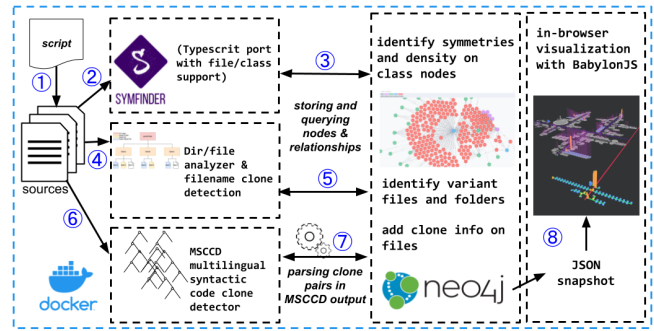 script
①
②
sources
④
⑥
docker
(Typescrit port
with file/class
support)
SYMFINDER
Dir/file
analyzer &
filename clone
detection
MSCCD
multilingual
syntactic
code clone
detector
③
storing and
querying
nodes &
relationships
⑤
⑦
parsing clone
pairs in
MSCCD output
identify symmetries
and density on
class nodes
identify variant
files and folders
add clone info on
files
neo4j
in-browser
visualization
with BabylonJS
⑧
JSON
snapshot